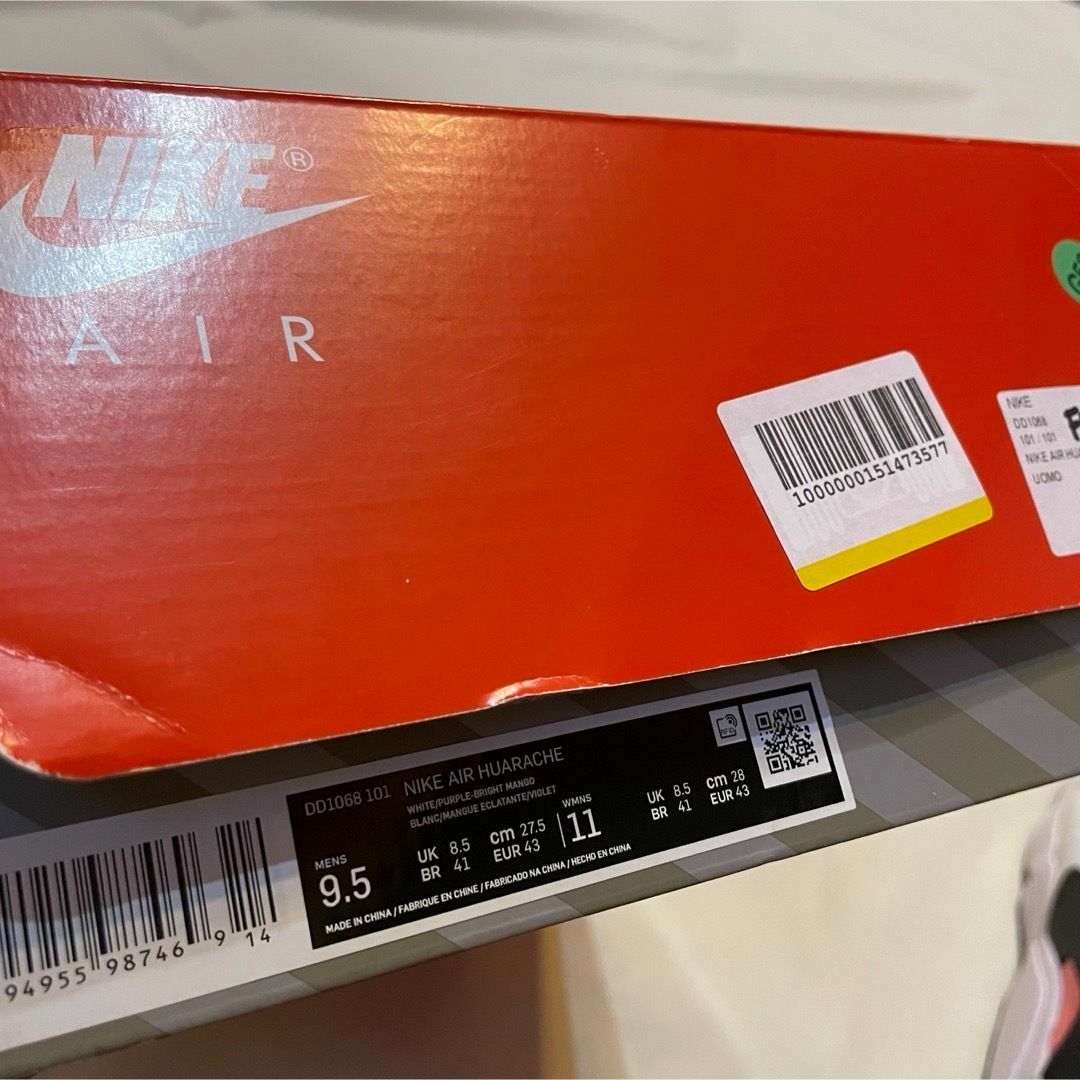 NIKE®
AIR
1000000151473577
NIKE
DD1068
101 / 101
NIKE AIR
UOMO
DD1068 101 NIKE AIR HUARACHE
WHITE/PURPLE-BRIGHT MANGO
BLANC/MANGUE ECLATANTE/VIOLET
RFID
MENS
9.5
UK 8.5
BR 41
cm 27.5
EUR 43
WMNS
11
UK 8.5
BR 41
cm 28
EUR 43
MADE IN CHINA / FABRIQUE EN CHINE / FABRICADO NA CHINA / HECHO EN CHINA
94955 98746 9 14